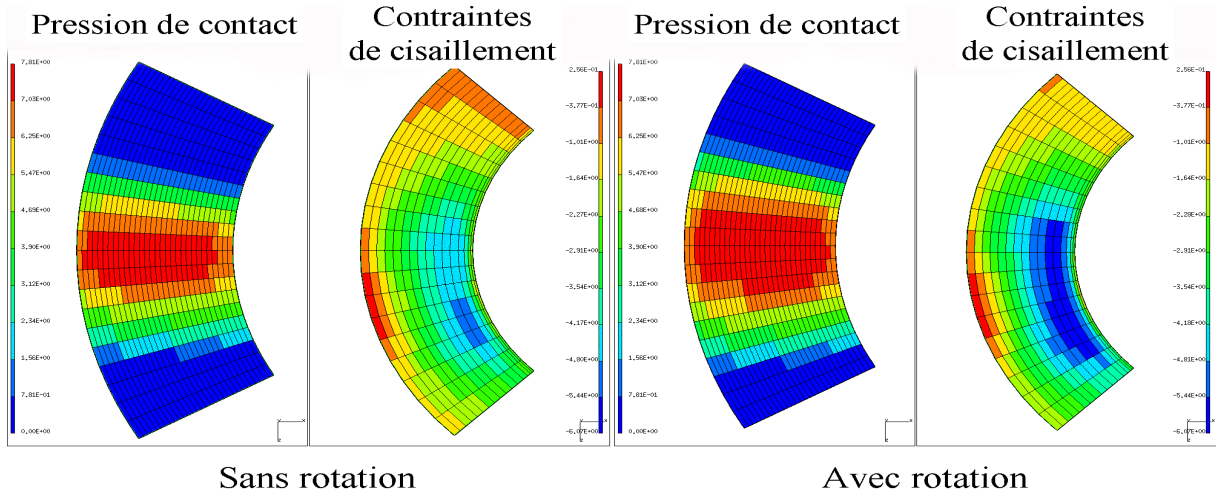 Pression de contact
Contraintes
de cisaillement
Pression de contact
Contraintes
de cisaillement
7,81E+00
7,03E+00
6,25E+00
5,47E+00
4,69E+00
3,90E+00
3,12E+00
2,34E+00
1,56E+00
7,81E-01
0,00E+00
2,56E-01
-3,77E-01
-1,01E+00
-1,64E+00
-2,27E+00
-2,91E+00
-3,54E+00
-4,17E+00
-4,80E+00
-5,44E+00
-6,07E+00
7,81E+00
7,03E+00
6,25E+00
5,47E+00
4,68E+00
3,90E+00
3,12E+00
2,34E+00
1,56E+00
7,81E-01
0,00E+00
2,56E-01
-3,77E-01
-1,01E+00
-1,64E+00
-2,28E+00
-2,91E+00
-3,54E+00
-4,18E+00
-4,81E+00
-5,44E+00
-6,07E+00
Sans rotation
Avec rotation